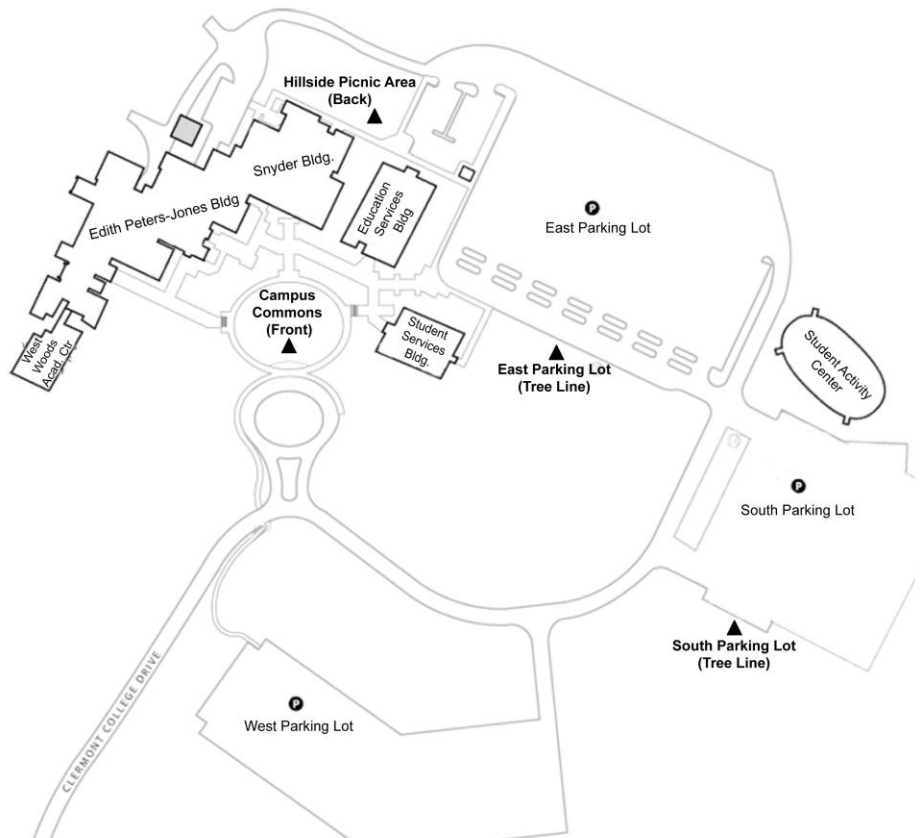 Hillside Picnic Area
(Back)
Snyder Bldg.
Edith Peters-Jones Bldg
Education
Services
Bldg
P
East Parking Lot
Campus
Commons
(Front)
Student
Services
Bldg.
West
Woods
Acad. Ctr
East Parking Lot
(Tree Line)
Student Activity
Center
P
South Parking Lot
South Parking Lot
(Tree Line)
P
West Parking Lot
CLERMONT COLLEGE DRIVE